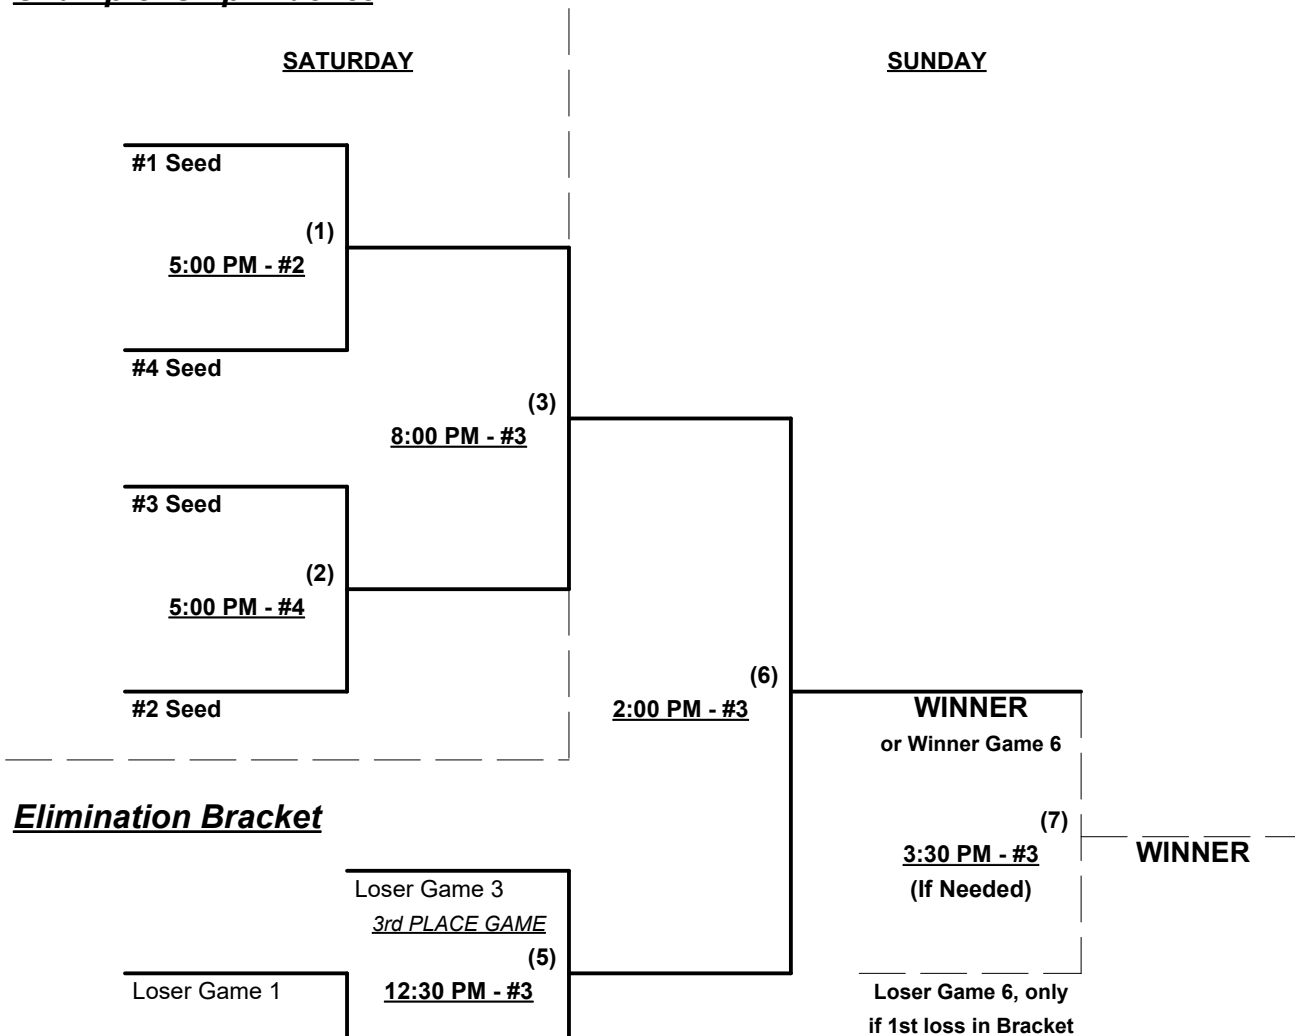 SATURDAY
SUNDAY
#1 Seed
(1)
5:00 PM - #2
#4 Seed
(3)
8:00 PM - #3
#3 Seed
(2)
5:00 PM - #4
(6)
#2 Seed
2:00 PM - #3
WINNER
or Winner Game 6
Elimination Bracket
(7)
3:30 PM - #3
WINNER
Loser Game 3
(If Needed)
3rd PLACE GAME
(5)
Loser Game 1
12:30 PM - #3
Loser Game 6, only
if 1st loss in Bracket